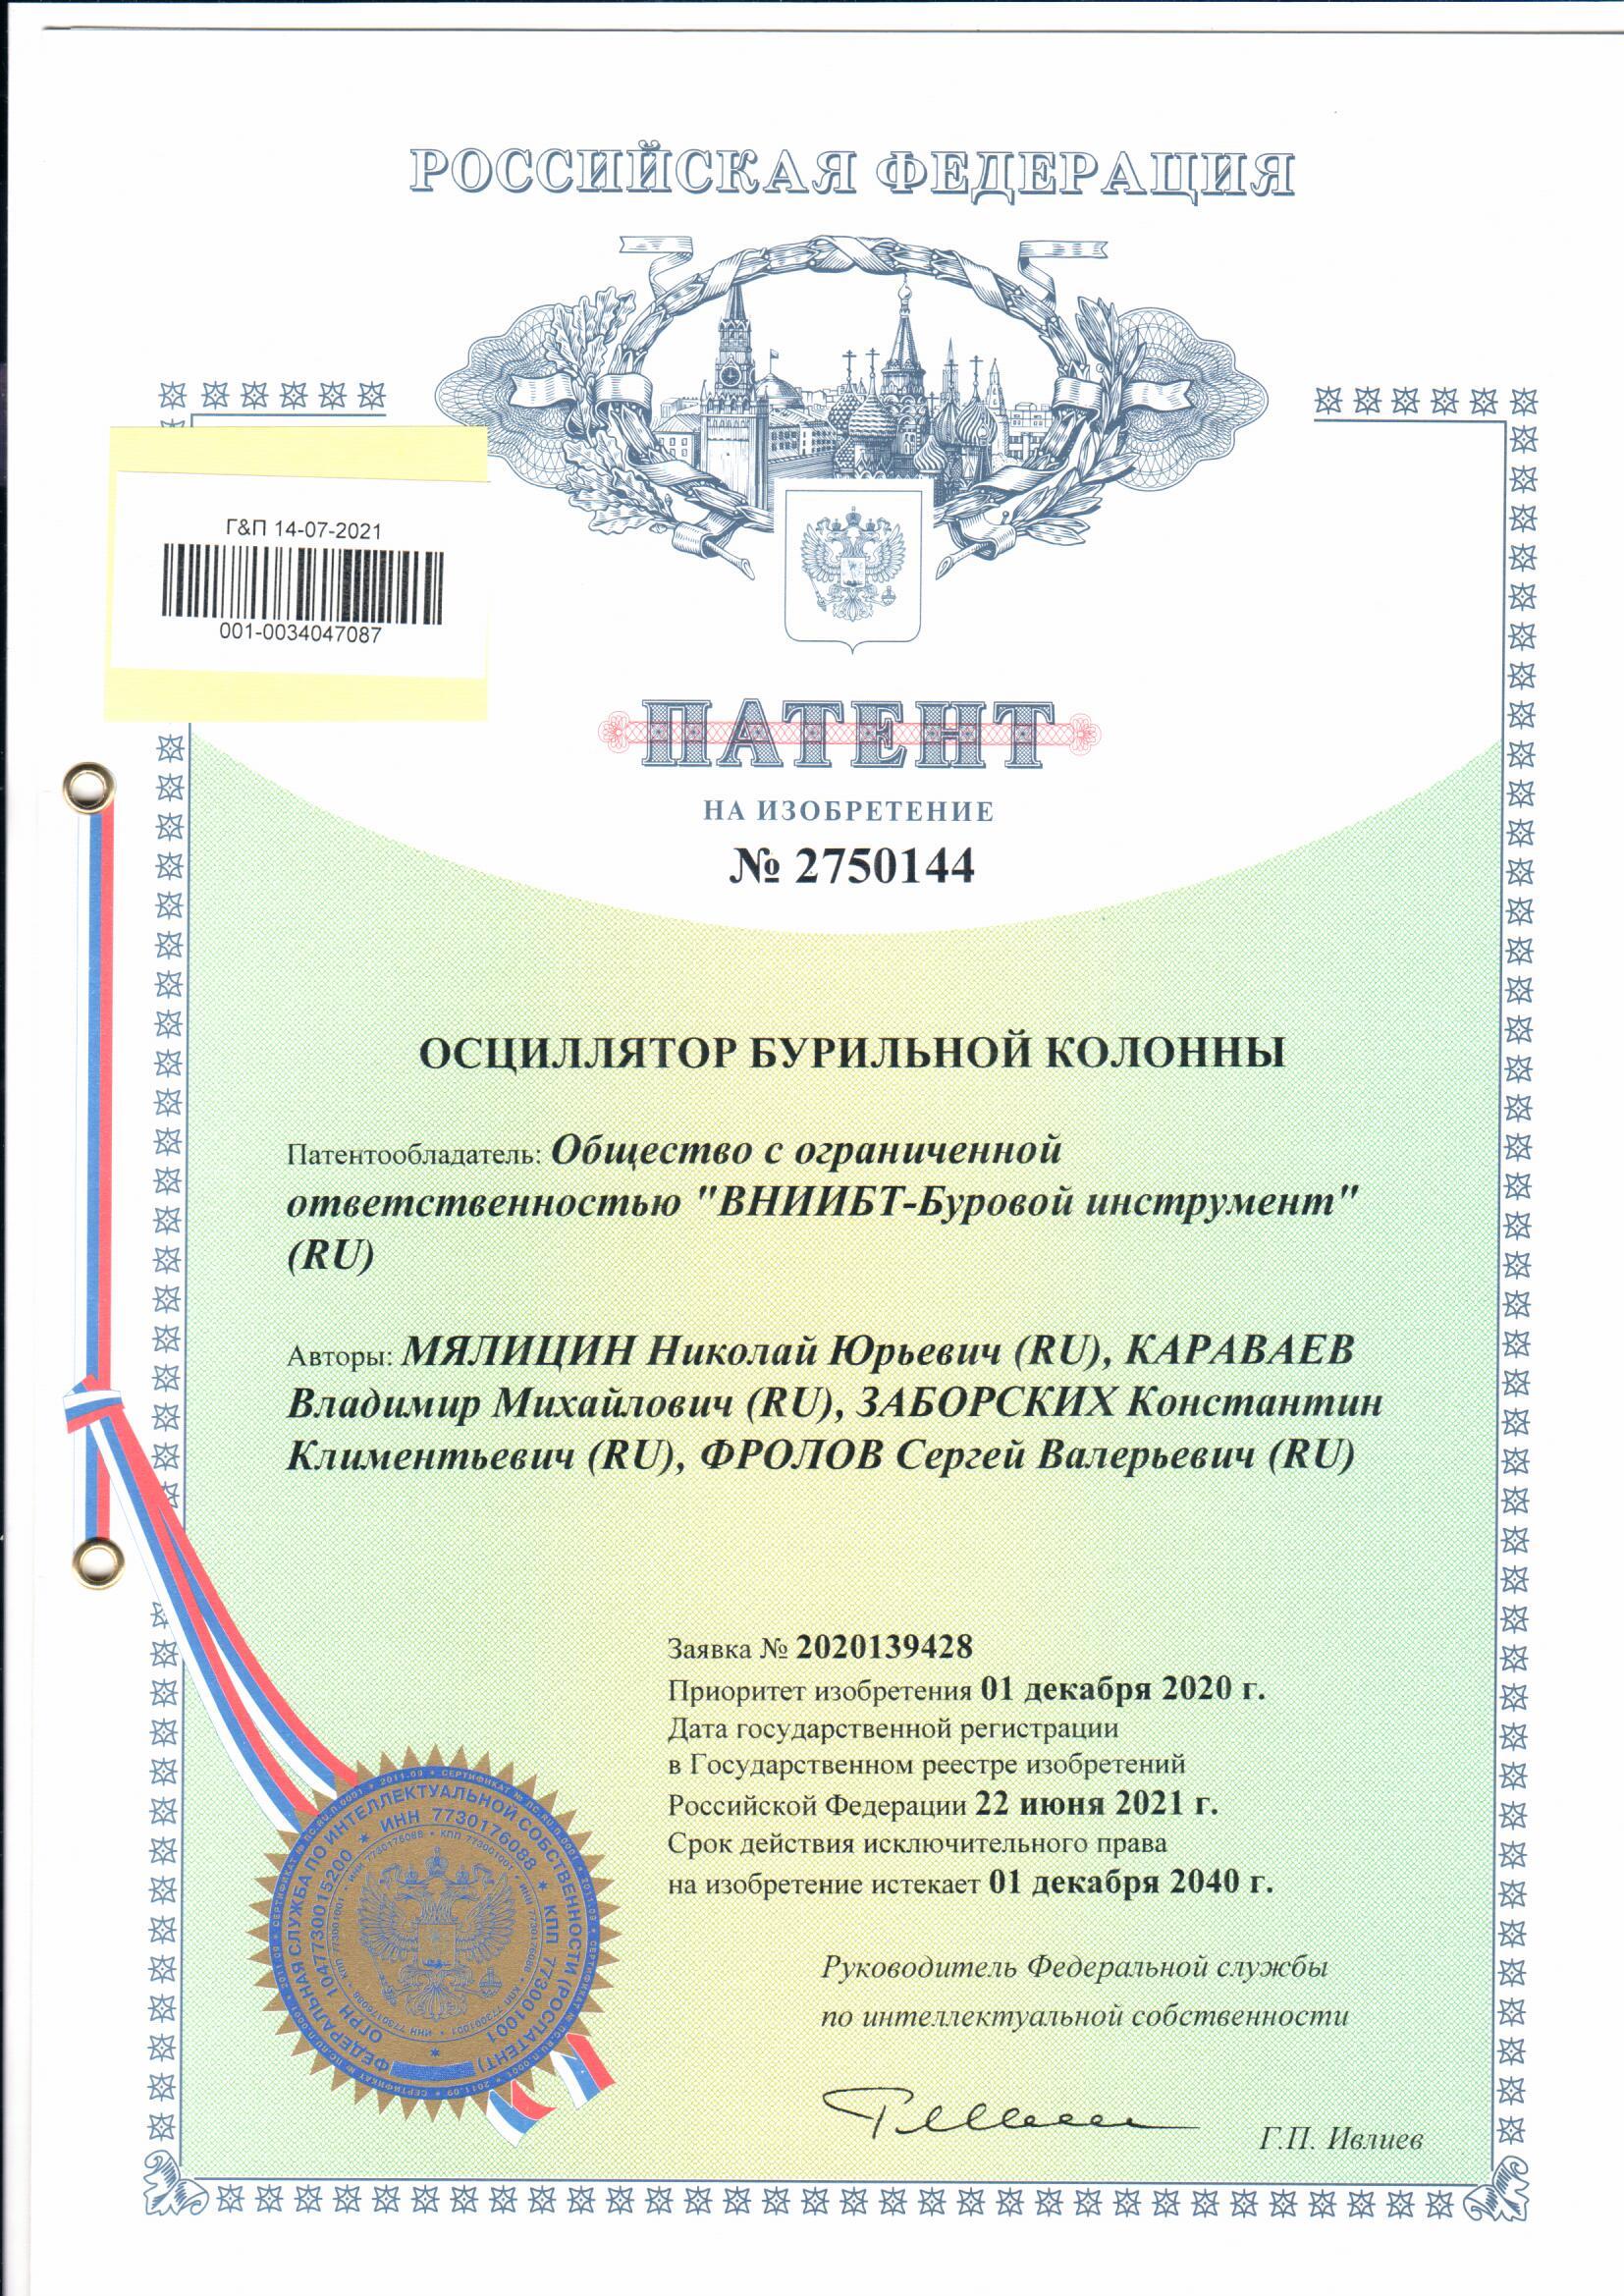 РОССИЙСКАЯ ФЕДЕРАЦИЯ
Г&П 14-07-2021
001-0034047087
ПАТЕНТ
НА ИЗОБРЕТЕНИЕ
№ 2750144
ОСЦИЛЛЯТОР БУРИЛЬНОЙ КОЛОННЫ
Патентообладатель: Общество с ограниченной
ответственностью "ВНИИБТ-Буровой инструмент"
(RU)
Авторы: МЯЛИЦИН Николай Юрьевич (RU), КАРАВАЕВ
Владимир Михайлович (RU), ЗАБОРСКИХ Константин
Климентьевич (RU), ФРОЛОВ Сергей Валерьевич (RU)
Заявка № 2020139428
Приоритет изобретения 01 декабря 2020 г.
Дата государственной регистрации
в Государственном реестре изобретений
Российской Федерации 22 июня 2021 г.
Срок действия исключительного права
на изобретение истекает 01 декабря 2040 г.
ФЕДЕРАЛЬНАЯ СЛУЖБА ПО ИНТЕЛЛЕКТУАЛЬНОЙ СОБСТВЕННОСТИ (РОСПАТЕНТ)
ОГРН 1047730015200 * ИНН 7730176088 * КПП 773001001 *
Руководитель Федеральной службы
по интеллектуальной собственности
Г.П. Ивлиев